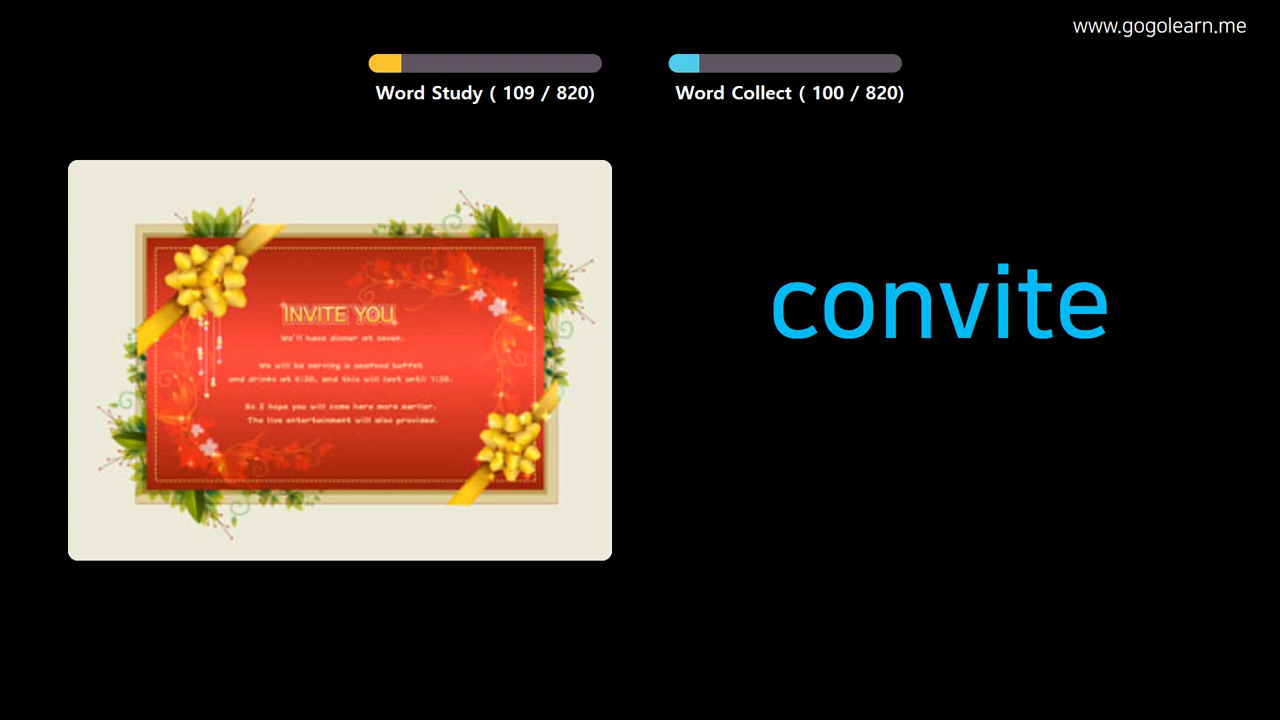 www.gogolearn.me
Word Study ( 109 / 820)
Word Collect ( 100 / 820)
INVITE YOU
We'll have dinner at seven.
We will be serving a seafood buffet
and drinks at 6:30, and this will last until 7:30.
So I hope you will come here more earlier.
The live entertainment will also provided.
convite